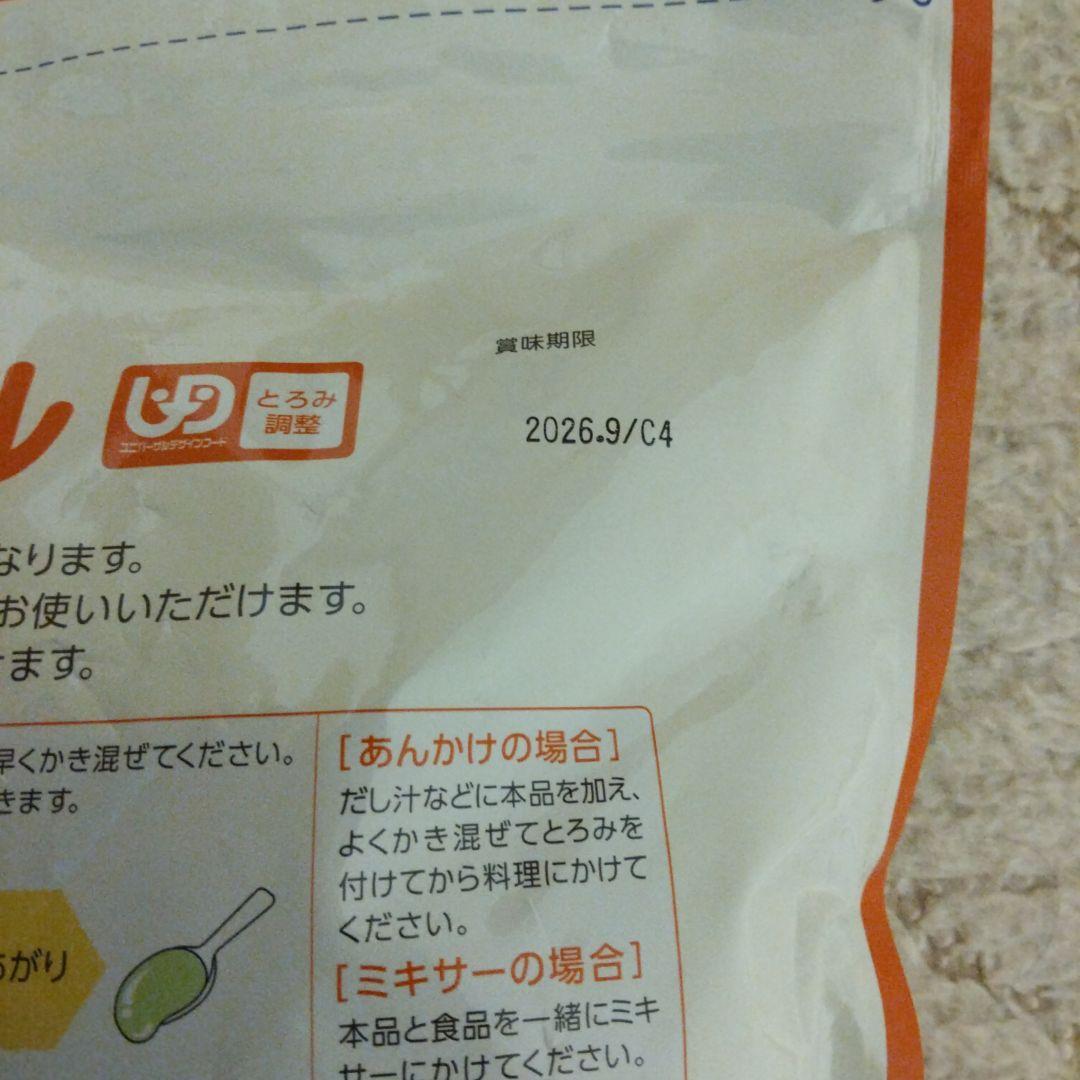 賞味期限
2026.9/C4
ル
ユニバーサルデザインフード
とろみ
調整
なります。
お使いいただけます。
けます。
早くかき混ぜてください。
きます。
あがり
[あんかけの場合]
だし汁などに本品を加え、
よくかき混ぜてとろみを
付けてから料理にかけて
ください。
[ミキサーの場合]
本品と食品を一緒にミキ
サーにかけてください。